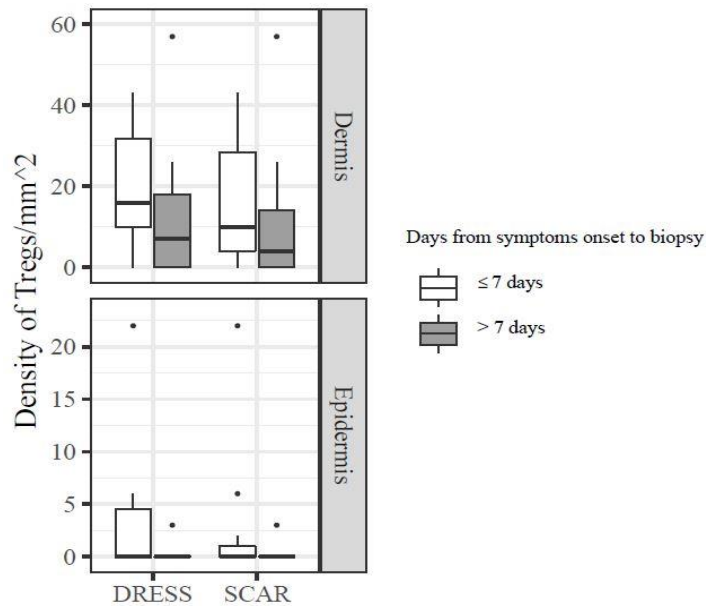 Density of Tregs/mm^2
60
40
20
0
Dermis
20
15
10
5
0
Epidermis
DRESS SCAR
Days from symptoms onset to biopsy
≤ 7 days
> 7 days